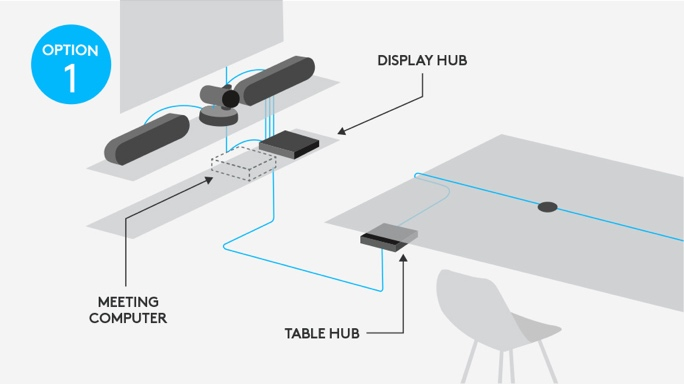 OPTION
1
DISPLAY HUB
MEETING
COMPUTER
TABLE HUB